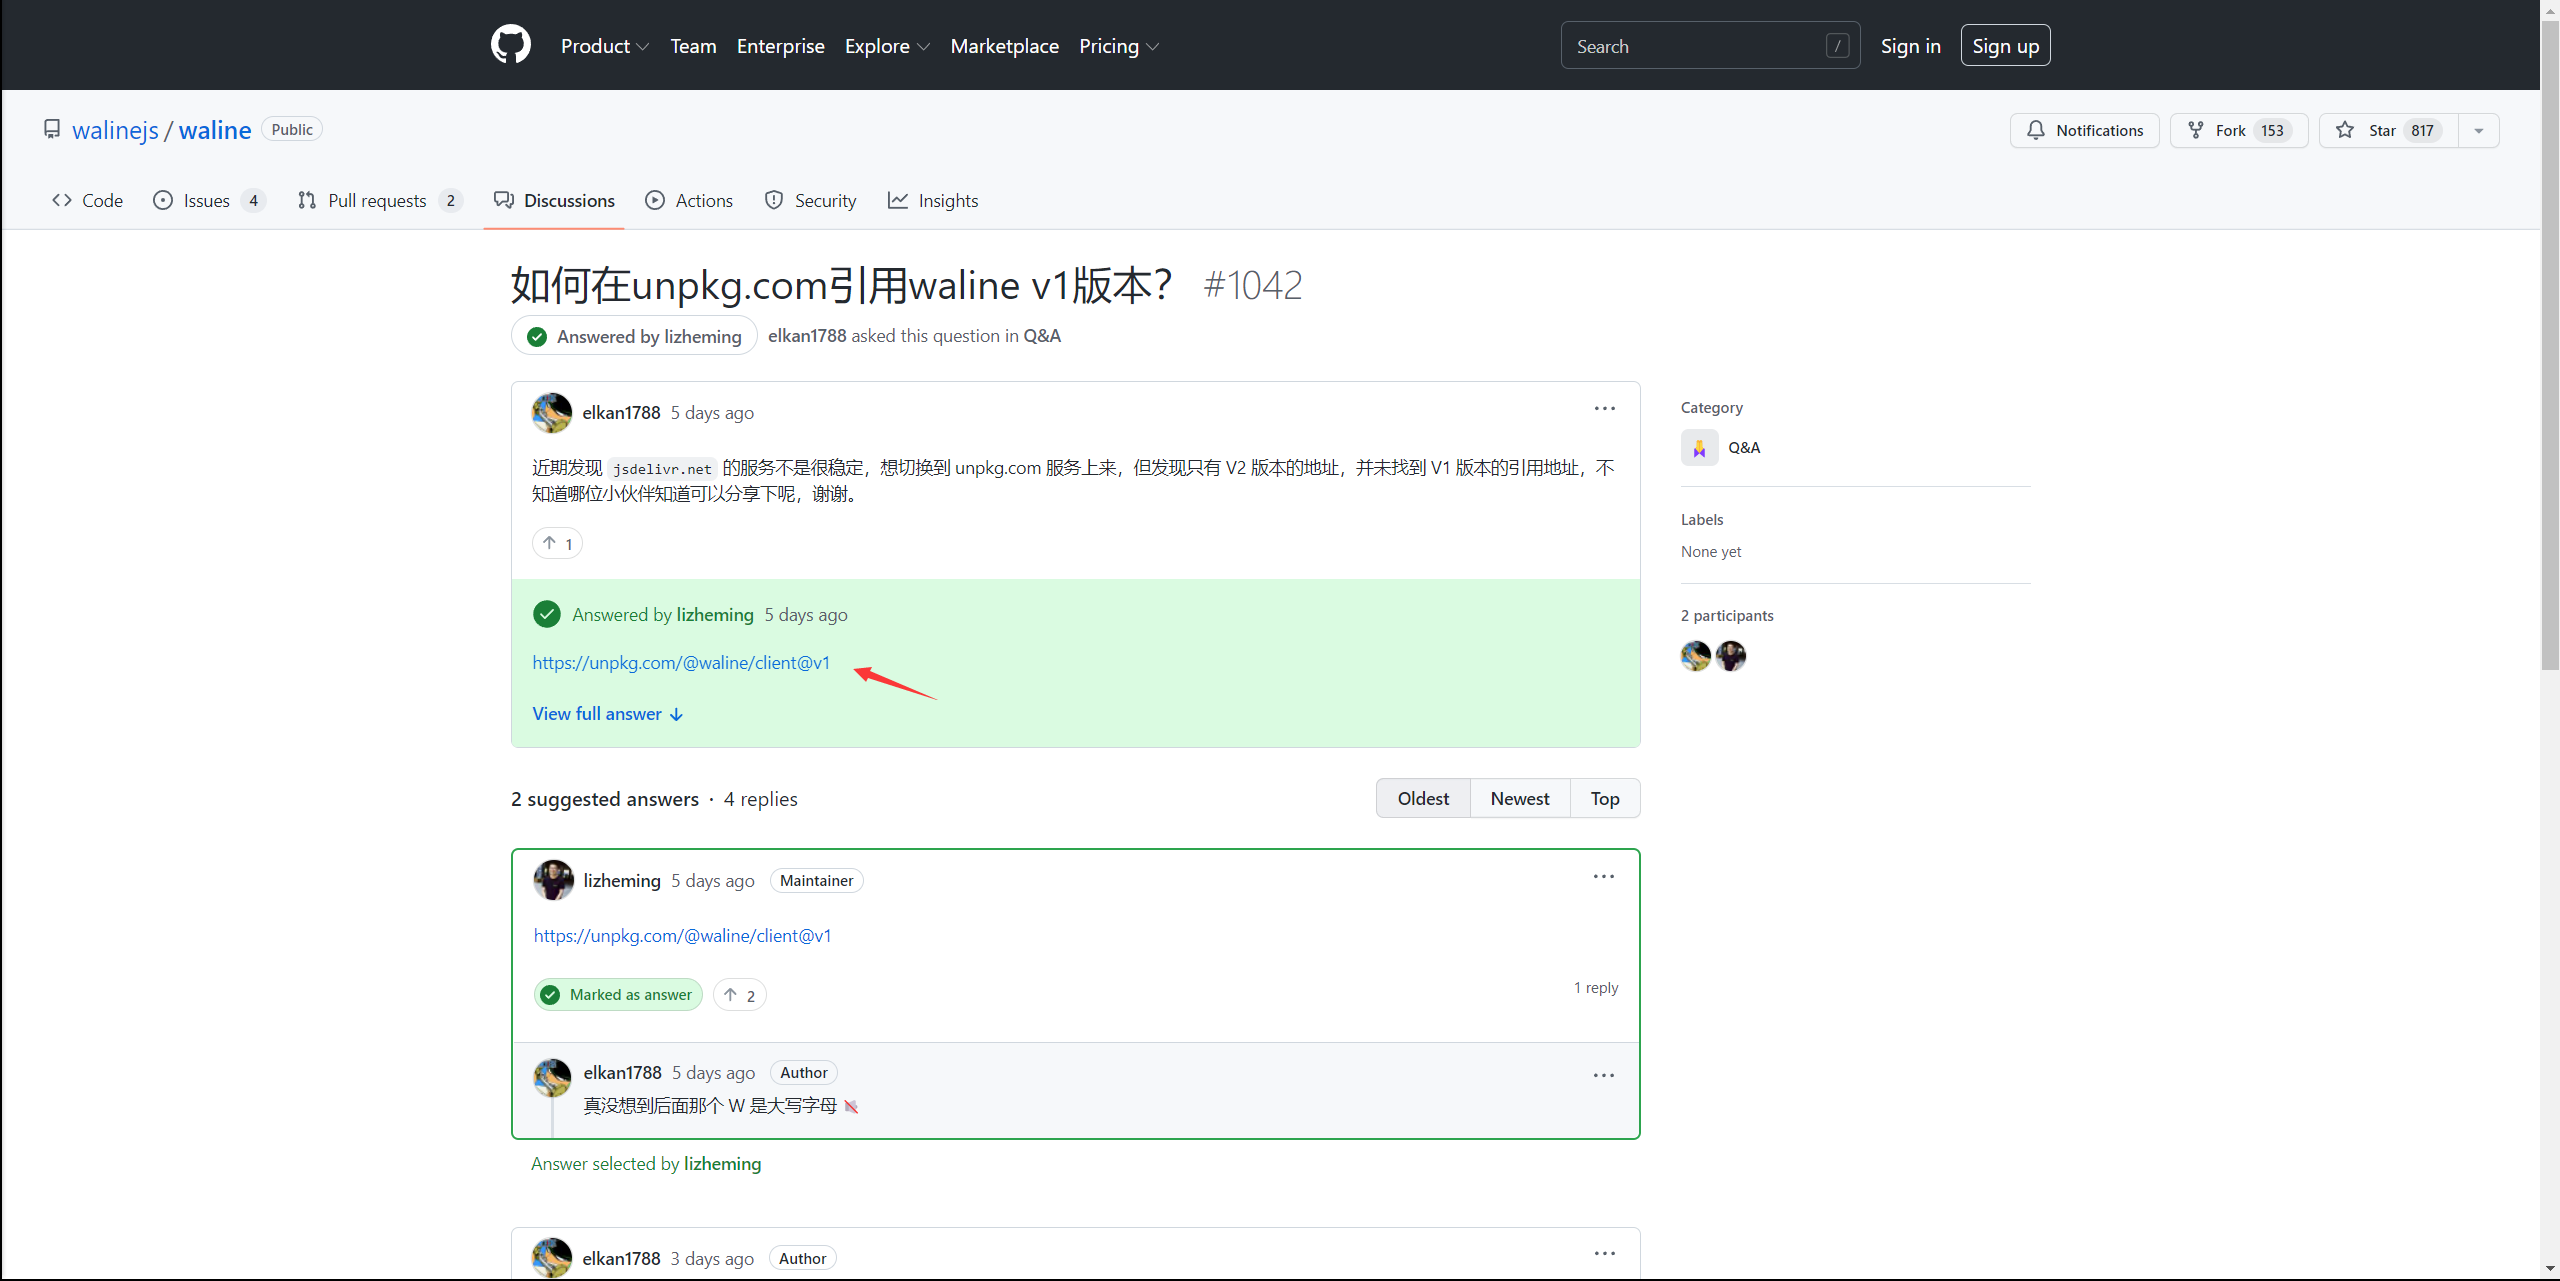 Product Team Enterprise Explore Marketplace Pricing Search / Sign in Sign up
walinejs / waline Public Notifications Fork 153 Star 817
Code Issues 4 Pull requests 2 Discussions Actions Security Insights
如何在unpkg.com引用waline v1版本？ #1042
Answered by lizheming elkan1788 asked this question in Q&A
elkan1788 5 days ago
近期发现 jsdelivr.net 的服务不是很稳定，想切换到 unpkg.com 服务上来，但发现只有 V2 版本的地址，并未找到 V1 版本的引用地址，不
知道哪位小伙伴知道可以分享下呢，谢谢。
1
Answered by lizheming 5 days ago
https://unpkg.com/@waline/client@v1
View full answer ↓
Category
Q&A
Labels
None yet
2 participants
2 suggested answers · 4 replies Oldest Newest Top
lizheming 5 days ago Maintainer
https://unpkg.com/@waline/client@v1
Marked as answer 2 1 reply
elkan1788 5 days ago Author
真没想到后面那个 W 是大写字母
Answer selected by lizheming
elkan1788 3 days ago Author